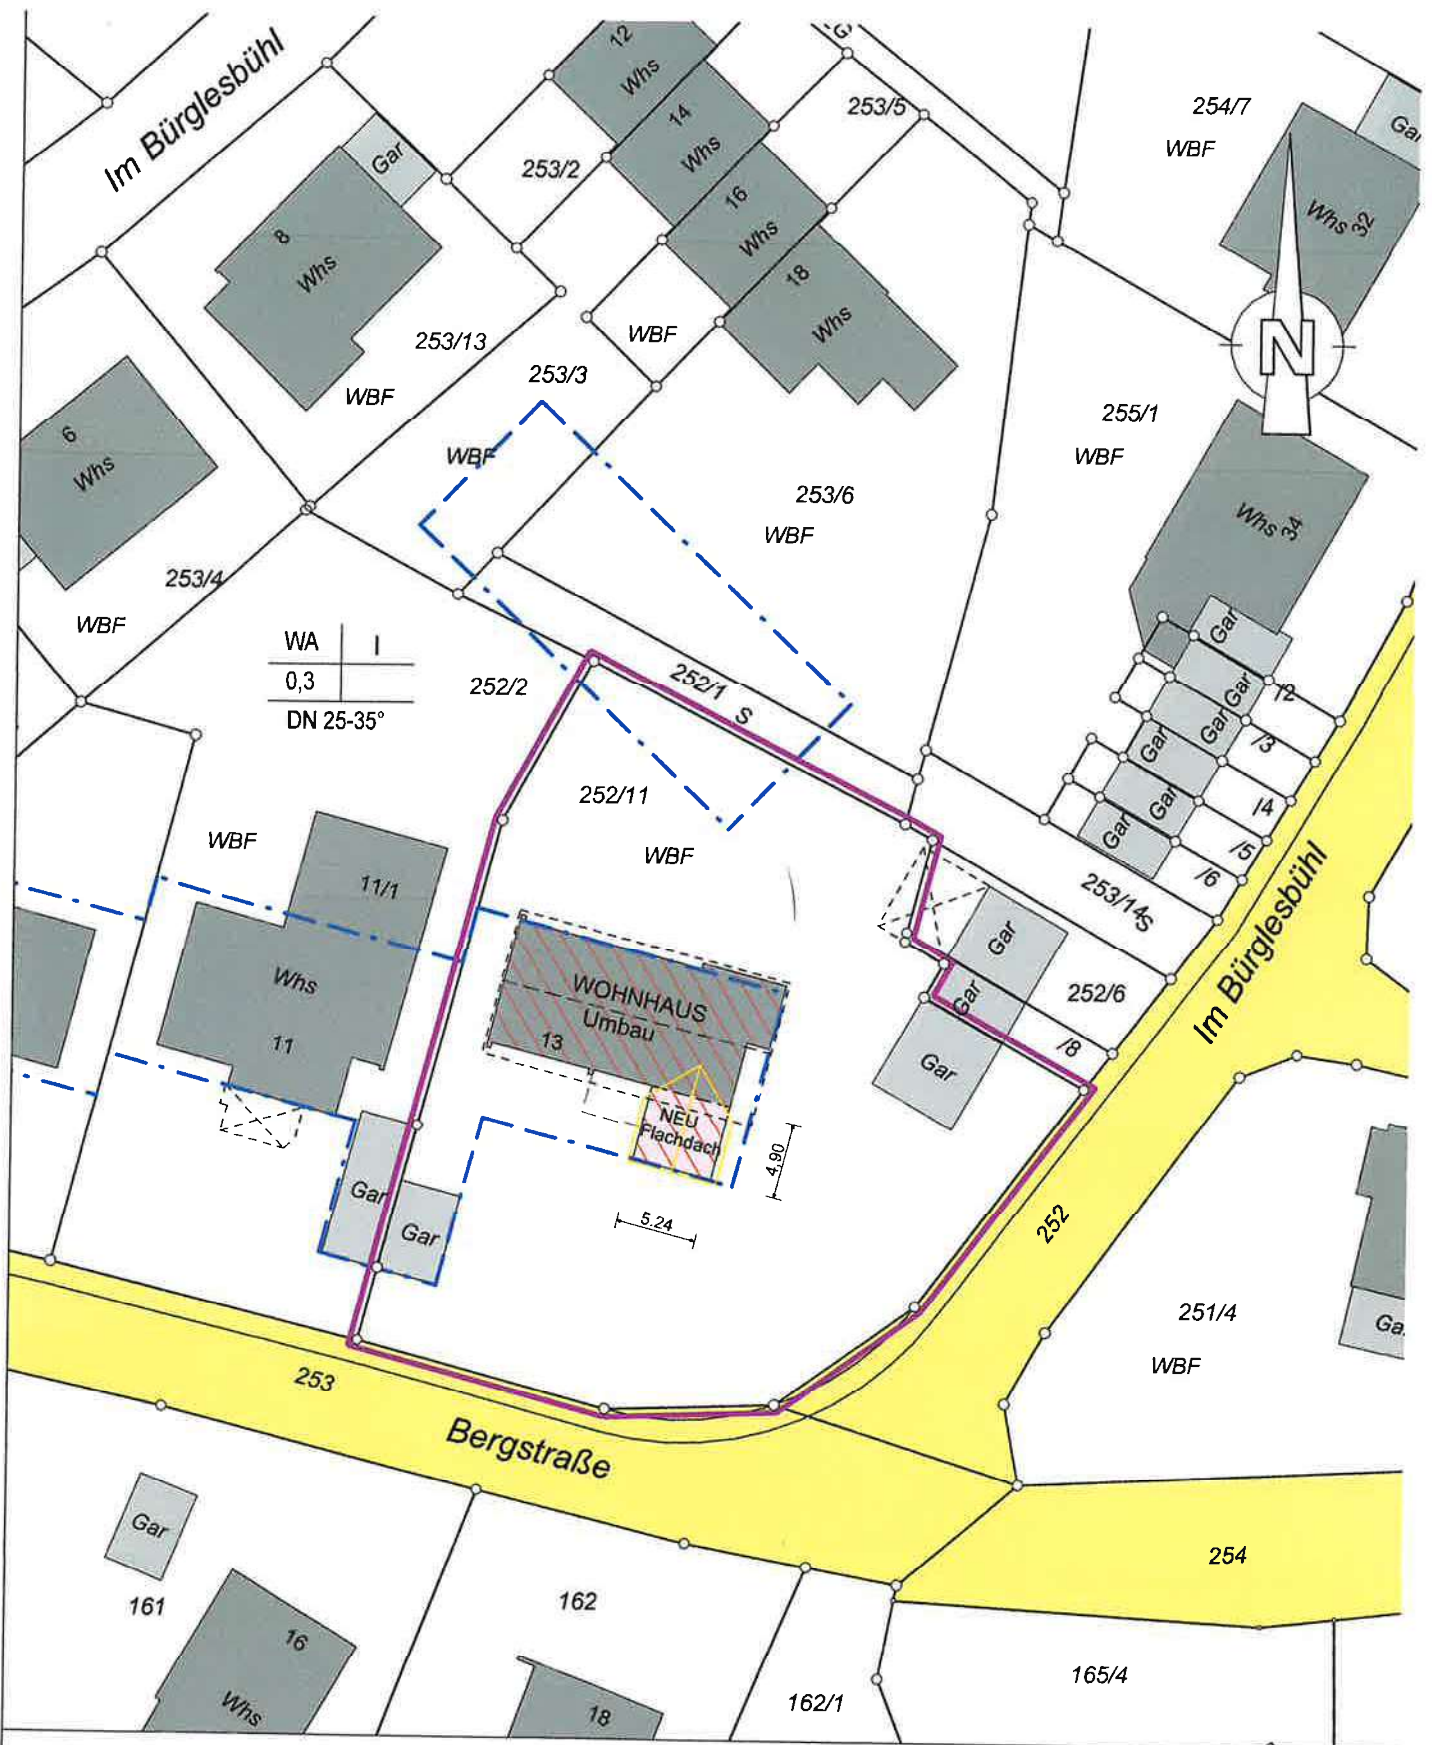 Im Bürglesbühl
12
Whs
14
Whs
16
Whs
18
Whs
253/5
254/7
WBF
Whs 32
Gar
253/2
8
Whs
253/13
WBF
WBF
253/3
WBF
N
6
Whs
253/4
WBF
253/6
WBF
255/1
WBF
Whs 34
WA I
0,3
DN 25-35°
252/2
252/1
S
Gar
Gar
Gar
Gar
Gar
Gar
/2
/3
/4
/5
/6
252/11
WBF
WBF
11/1
Whs
11
253/14
S
Im Bürglesbühl
Gar
Gar
Gar
252/6
/8
WOHNHAUS
Umbau
13
NEU
Flachdach
4,90
5.24
Gar
Gar
252
251/4
WBF
253
Bergstraße
Gar
161
16
Whs
162
18
162/1
254
165/4